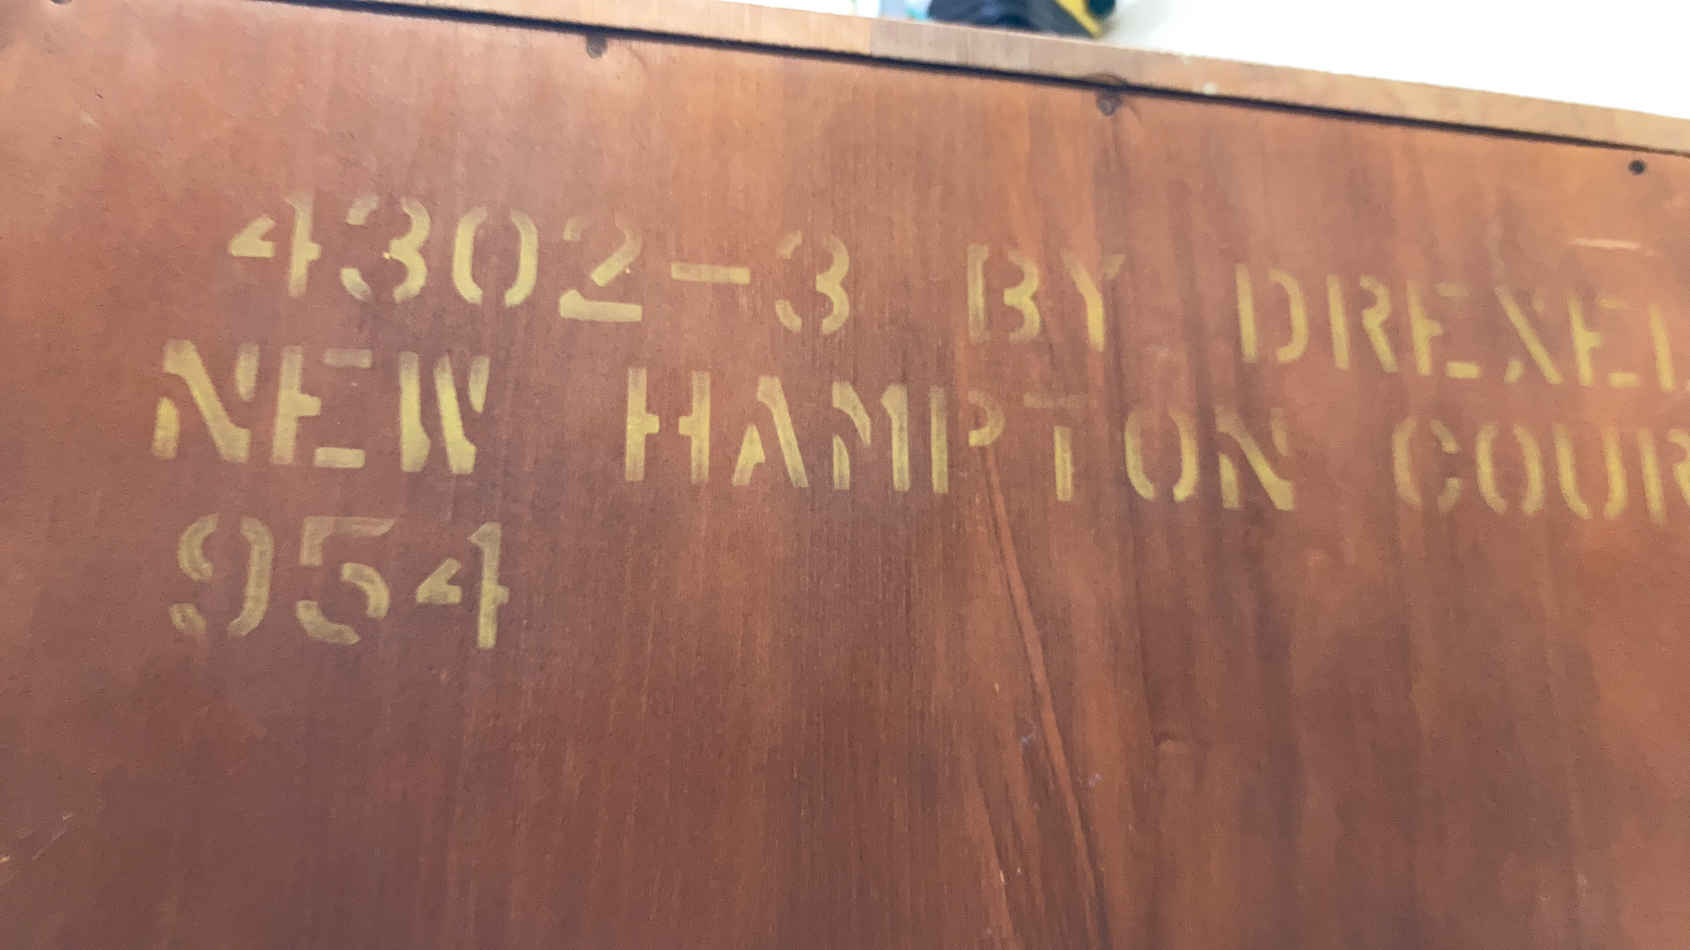 4302-3 BY DREXEL
NEW HAMPTON COUR
954